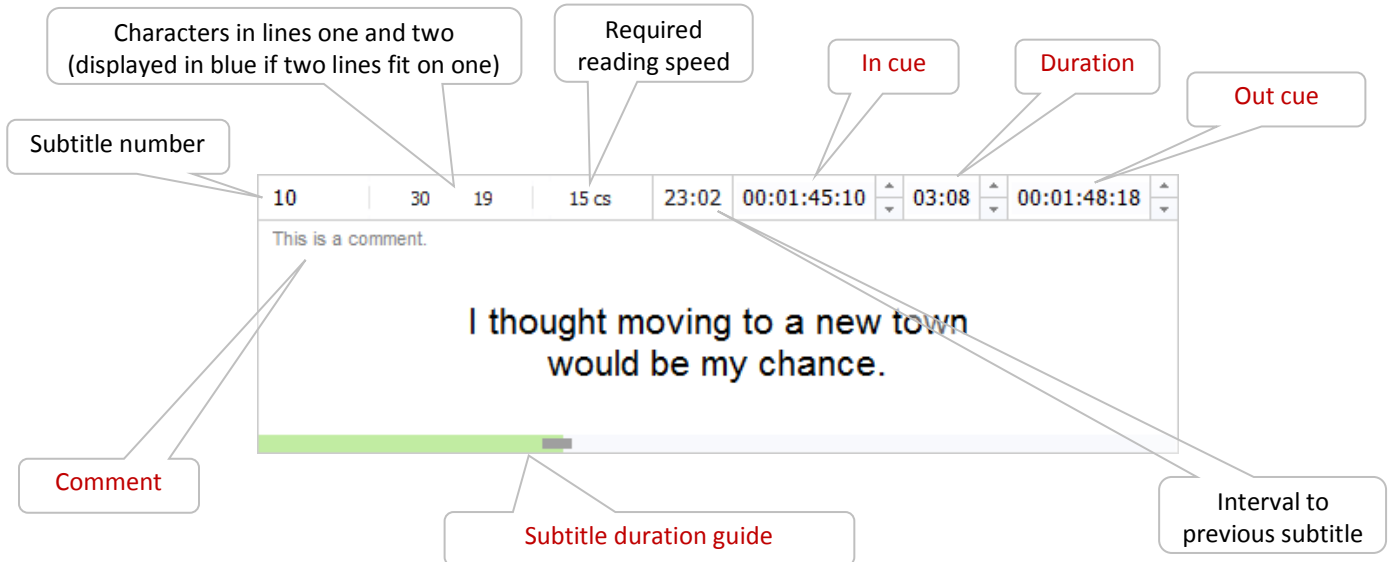 Characters in lines one and two
(displayed in blue if two lines fit on one)
Required
reading speed
In cue
Duration
Out cue
Subtitle number
10 30 19 15 cs 23:02 00:01:45:10 03:08 00:01:48:18
This is a comment.
I thought moving to a new town
would be my chance.
Comment
Subtitle duration guide
Interval to
previous subtitle